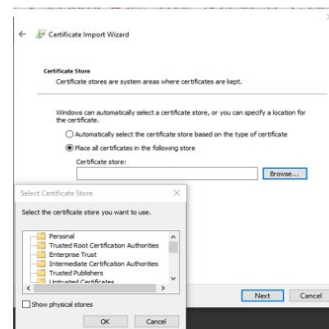 Certificate Import Wizard
Certificate Store
Certificate stores are system areas where certificates are kept.
Windows can automatically select a certificate store, or you can specify a location for
the certificate.
Automatically select the certificate store based on the type of certificate
Place all certificates in the following store
Certificate store:
Browse...
Select Certificate Store
Select the certificate store you want to use.
Personal
Trusted Root Certification Authorities
Enterprise Trust
Intermediate Certification Authorities
Trusted Publishers
Untrusted Certificates
Show physical stores
OK Cancel
Next Cancel